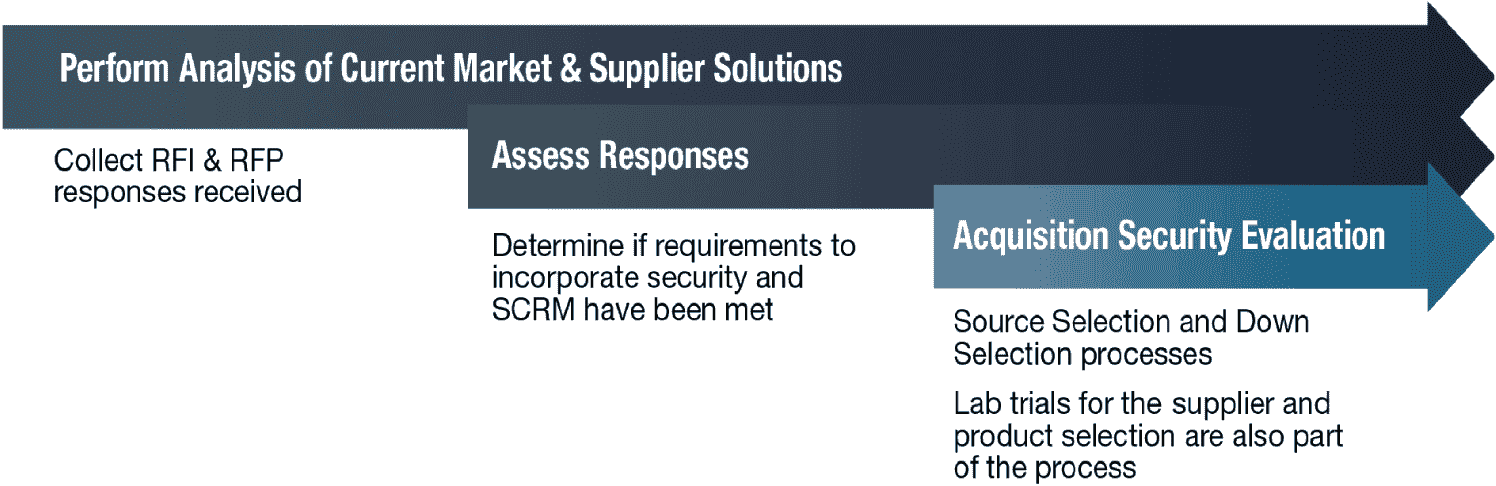 Perform Analysis of Current Market & Supplier Solutions
Collect RFI & RFP
responses received
Assess Responses
Determine if requirements to
incorporate security and
SCRM have been met
Acquisition Security Evaluation
Source Selection and Down
Selection processes
Lab trials for the supplier and
product selection are also part
of the process